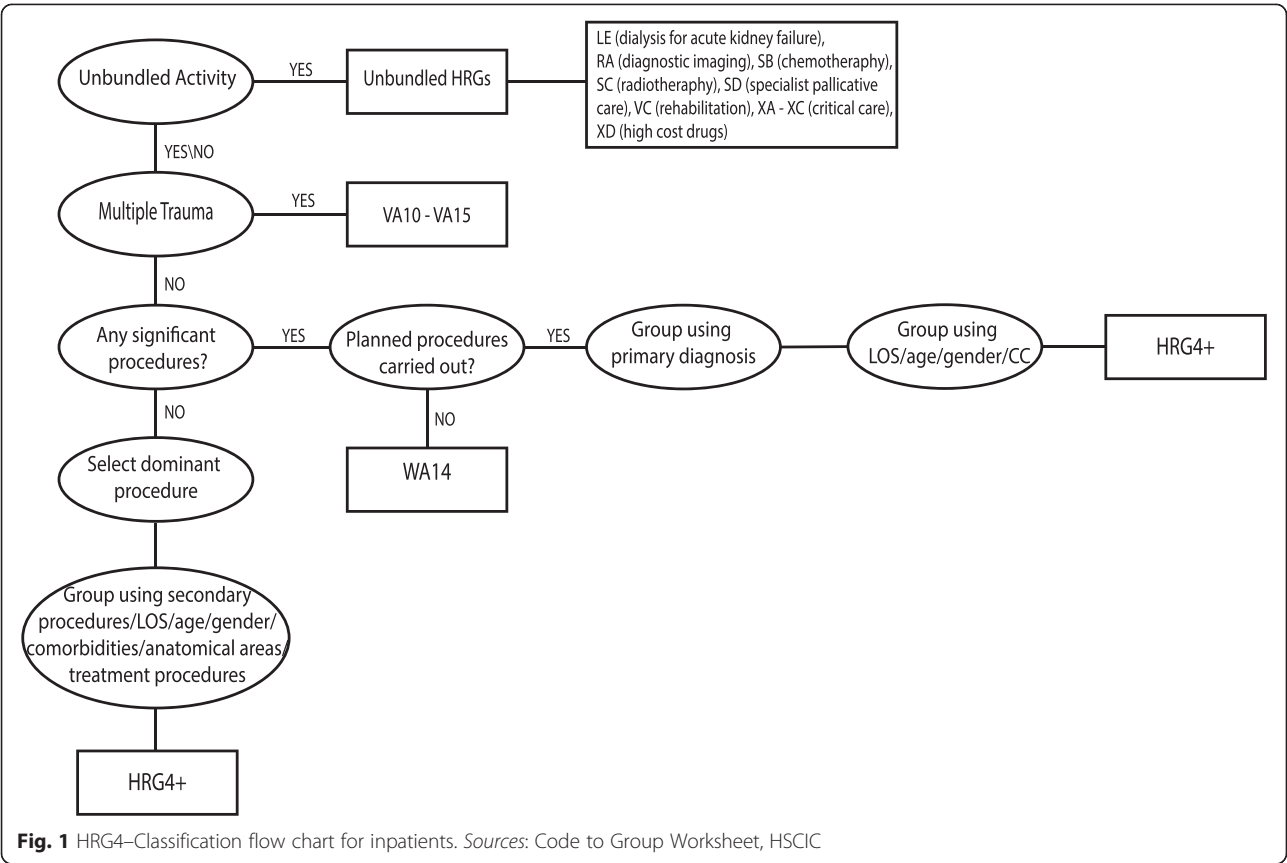 Unbundled Activity
YES
Unbundled HRGs
LE (dialysis for acute kidney failure),
RA (diagnostic imaging), SB (chemotheraphy),
SC (radiotheraphy), SD (specialist pallicative
care), VC (rehabilitation), XA - XC (critical care),
XD (high cost drugs)
YES\NO
Multiple Trauma
YES
VA10 - VA15
NO
Any significant
procedures?
YES
Planned procedures
carried out?
YES
Group using
primary diagnosis
Group using
LOS/age/gender/CC
HRG4+
NO
NO
Select dominant
procedure
WA14
Group using secondary
procedures/LOS/age/gender/
comorbidities/anatomical areas/
treatment procedures
HRG4+
Fig. 1 HRG4–Classification flow chart for inpatients. Sources: Code to Group Worksheet, HSCIC